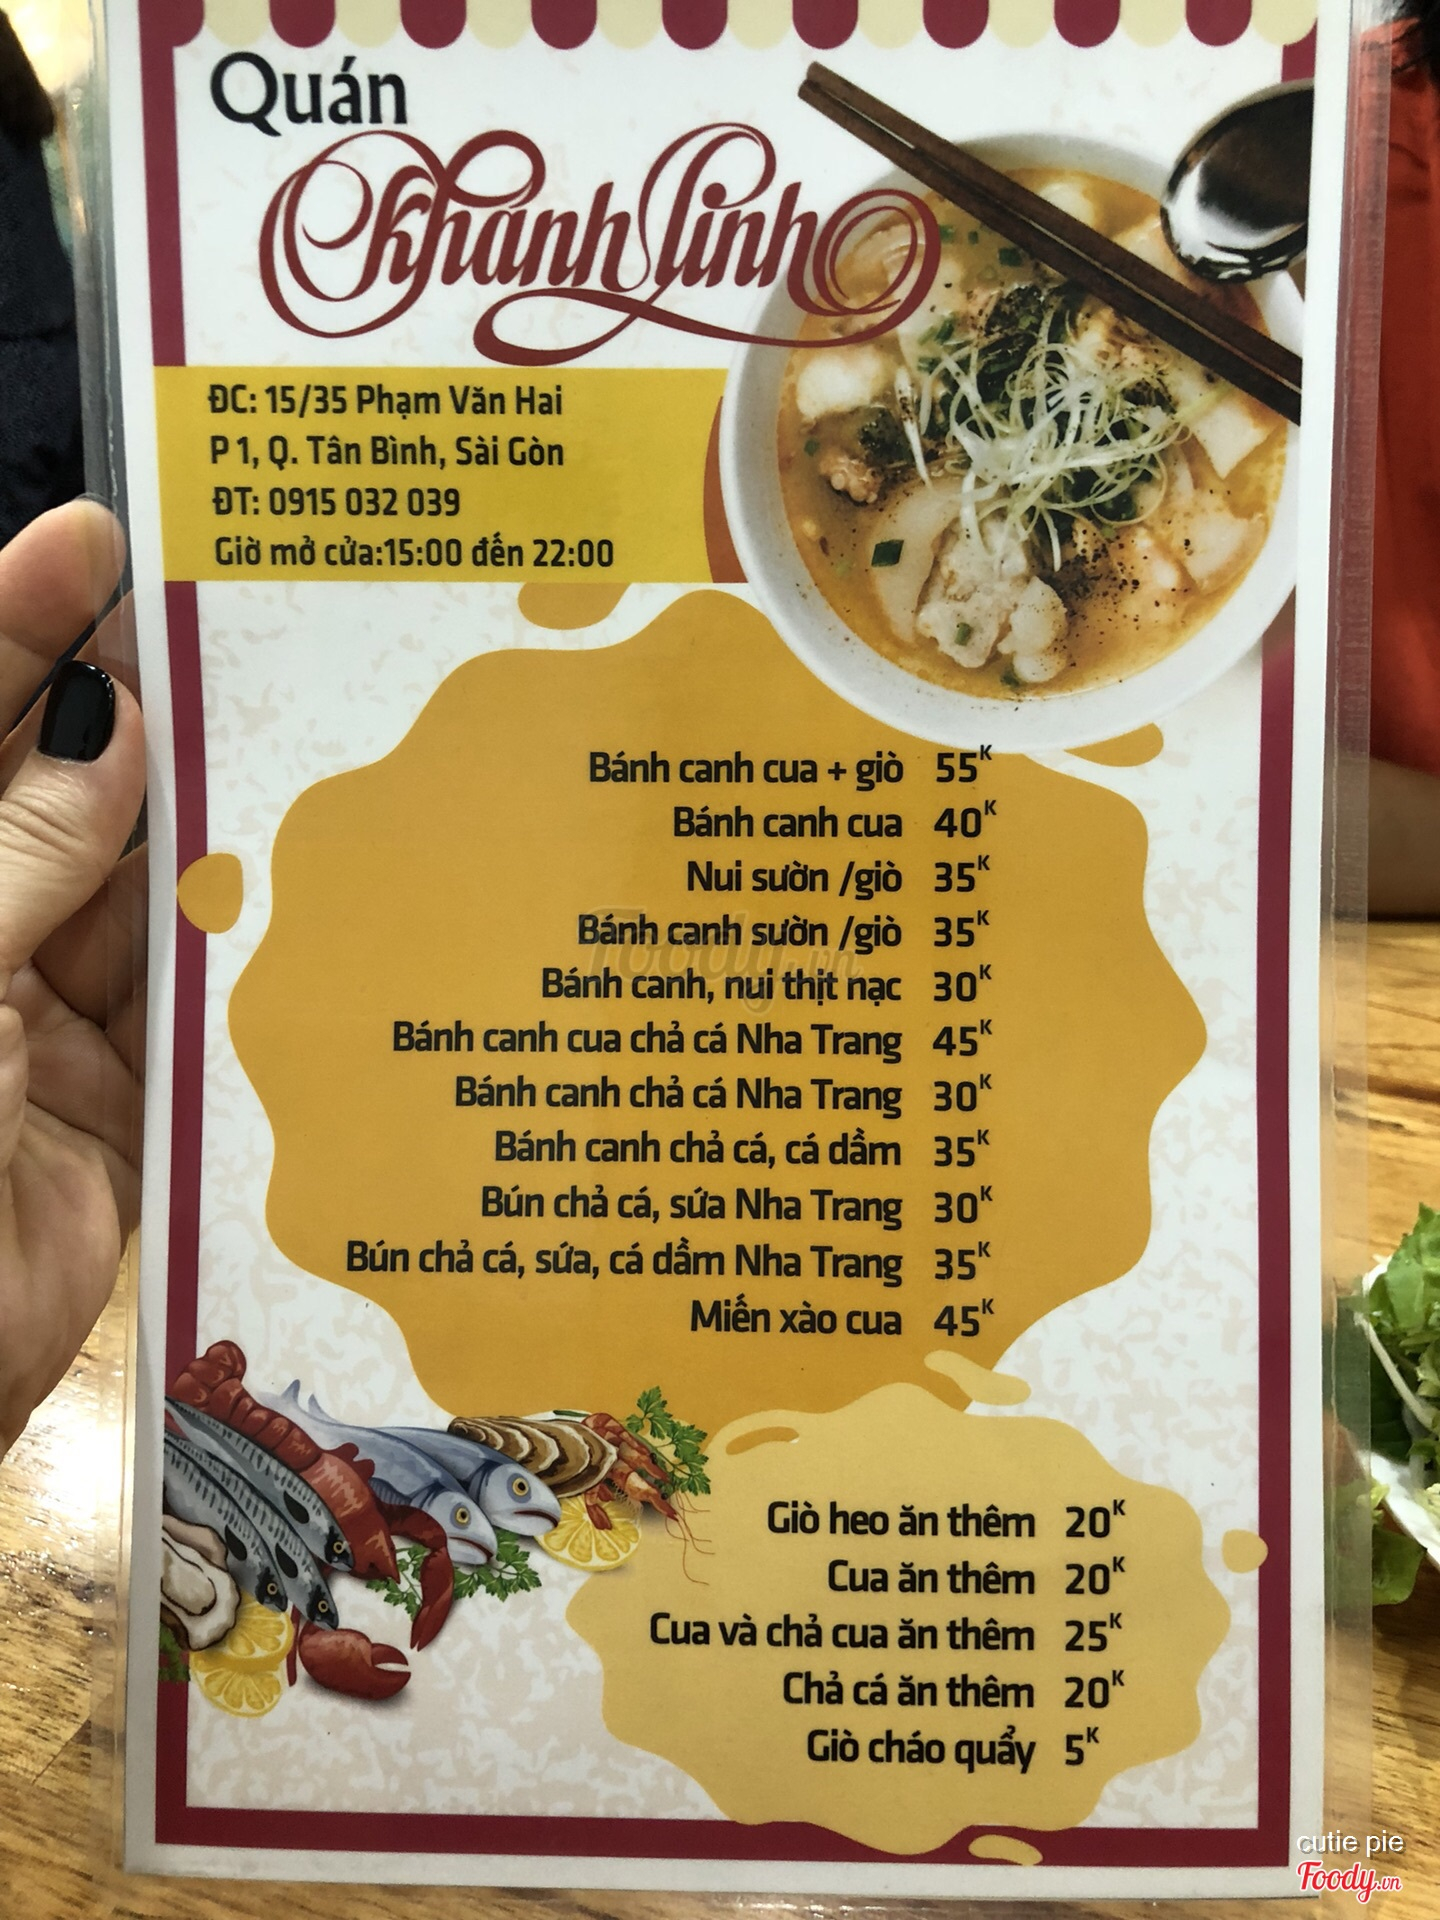 Quán
Khánh Linh
ĐC: 15/35 Phạm Văn Hai
P 1, Q. Tân Bình, Sài Gòn
ĐT: 0915 032 039
Giờ mở cửa:15:00 đến 22:00
Bánh canh cua + giò 55K
Bánh canh cua 40K
Nui sườn /giò 35K
Bánh canh sườn /giò 35K
Bánh canh, nui thịt nạc 30K
Bánh canh cua chả cá Nha Trang 45K
Bánh canh chả cá Nha Trang 30K
Bánh canh chả cá, cá dầm 35K
Bún chả cá, sứa Nha Trang 30K
Bún chả cá, sứa, cá dầm Nha Trang 35K
Miến xào cua 45K
Giò heo ăn thêm 20K
Cua ăn thêm 20K
Cua và chả cua ăn thêm 25K
Chả cá ăn thêm 20K
Giò cháo quẩy 5K
Foody.vn
cutie pie
Foody.vn